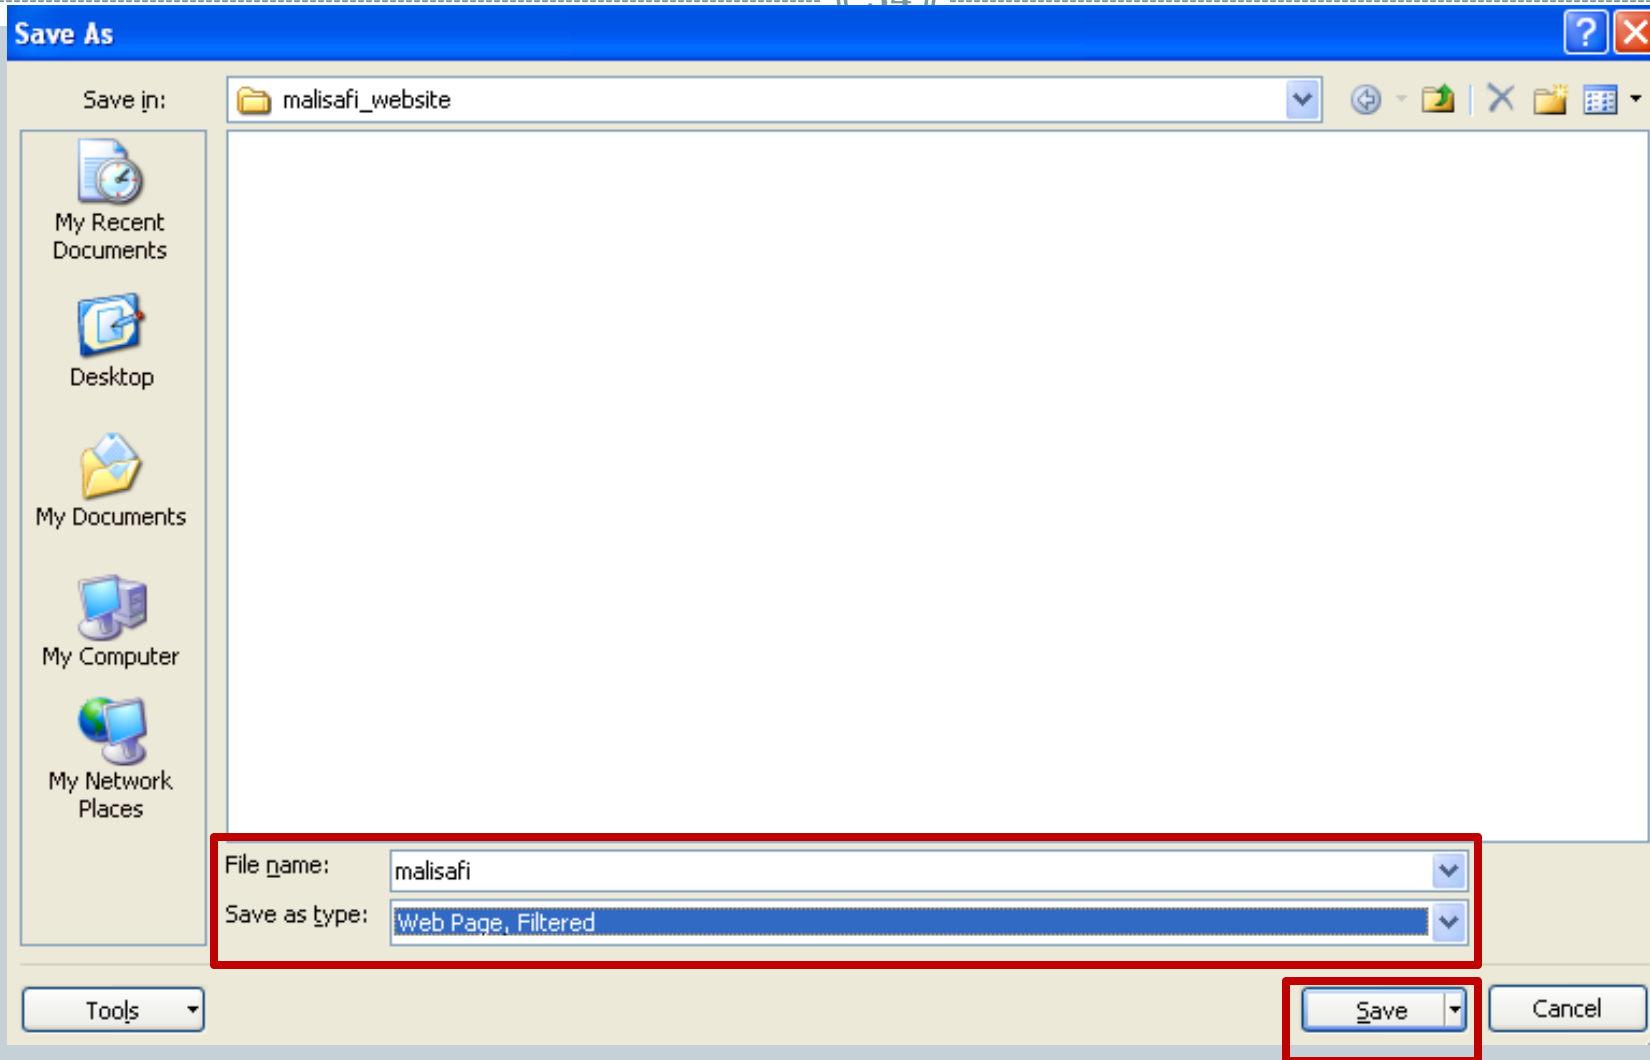 34
Save As
Save in:
malisafi_website
My Recent
Documents
Desktop
My Documents
My Computer
My Network
Places
File name:
malisafi
Save as type:
Web Page, Filtered
Tools
Save
Cancel